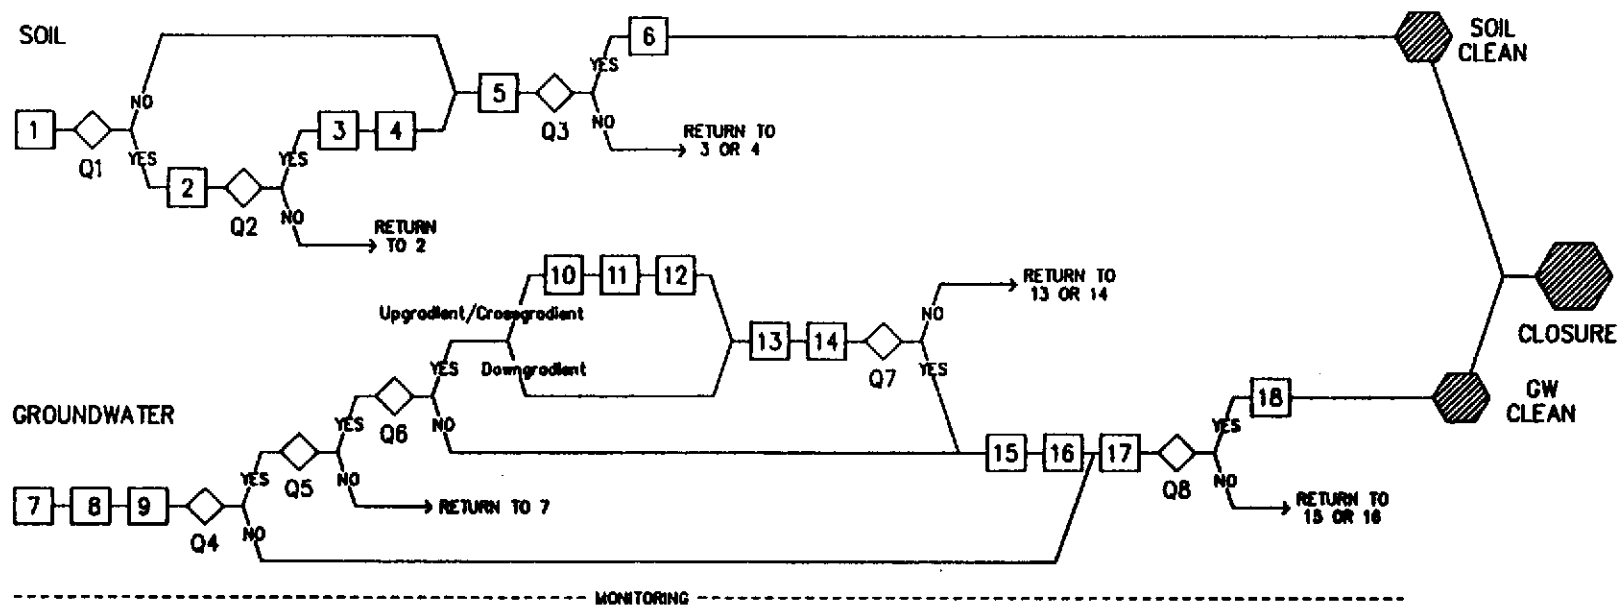 SOIL
6
SOIL
CLEAN
YES
NO
5
Q3
NO
RETURN TO
3 OR 4
1
Q1
YES
3
4
YES
2
Q2
NO
RETURN
TO 2
10
11
12
RETURN TO
13 OR 14
Upgradient/Crossgradient
NO
CLOSURE
13
14
Q7
YES
YES
Downgradient
GROUNDWATER
Q6
NO
YES
18
GW
CLEAN
YES
Q5
NO
RETURN TO 7
15
16
17
Q8
NO
RETURN TO
15 OR 16
YES
7
8
9
Q4
NO
MONITORING